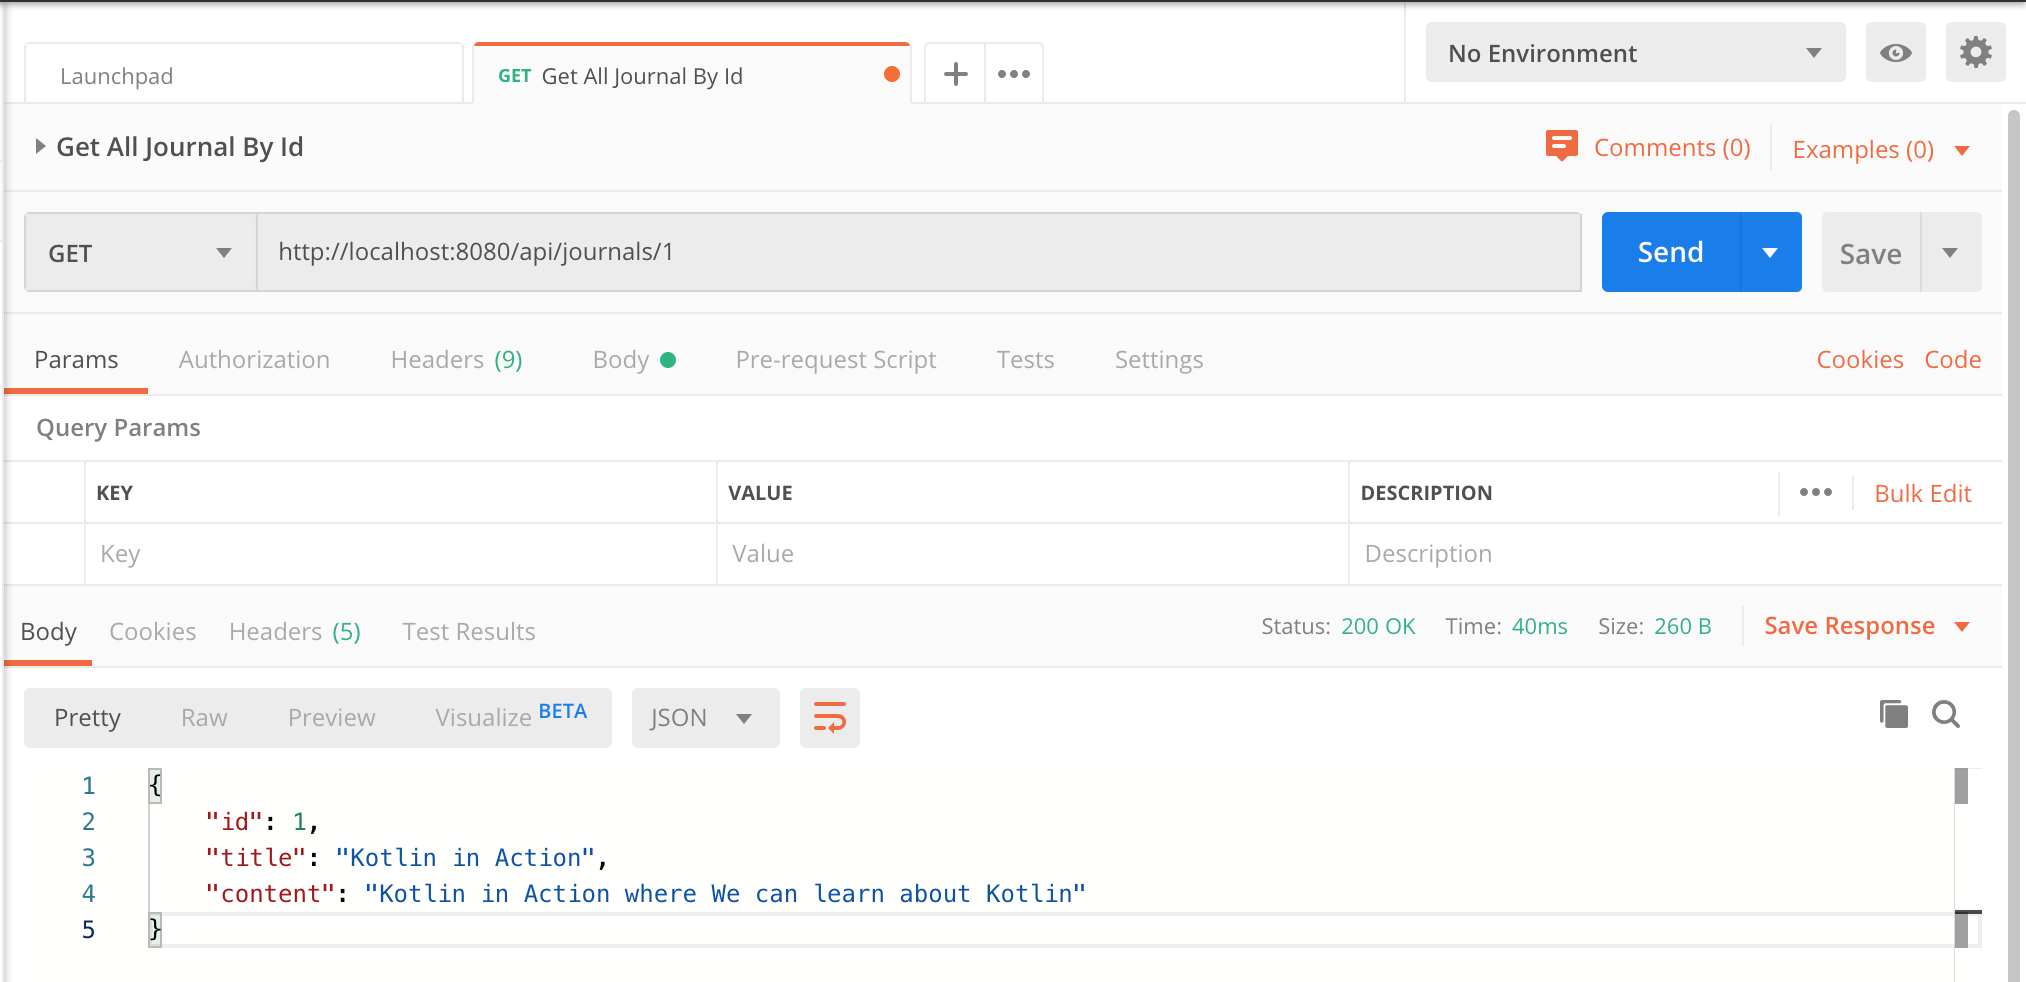 Launchpad
GET Get All Journal By Id
No Environment
Get All Journal By Id
Comments (0)
Examples (0)
GET
http://localhost:8080/api/journals/1
Send
Save
Params Authorization Headers (9) Body Pre-request Script Tests Settings Cookies Code
Query Params
KEY VALUE DESCRIPTION Bulk Edit
Key Value Description
Body Cookies Headers (5) Test Results Status: 200 OK Time: 40ms Size: 260 B Save Response
Pretty Raw Preview Visualize BETA JSON
1 {
2 "id": 1,
3 "title": "Kotlin in Action",
4 "content": "Kotlin in Action where We can learn about Kotlin"
5 }